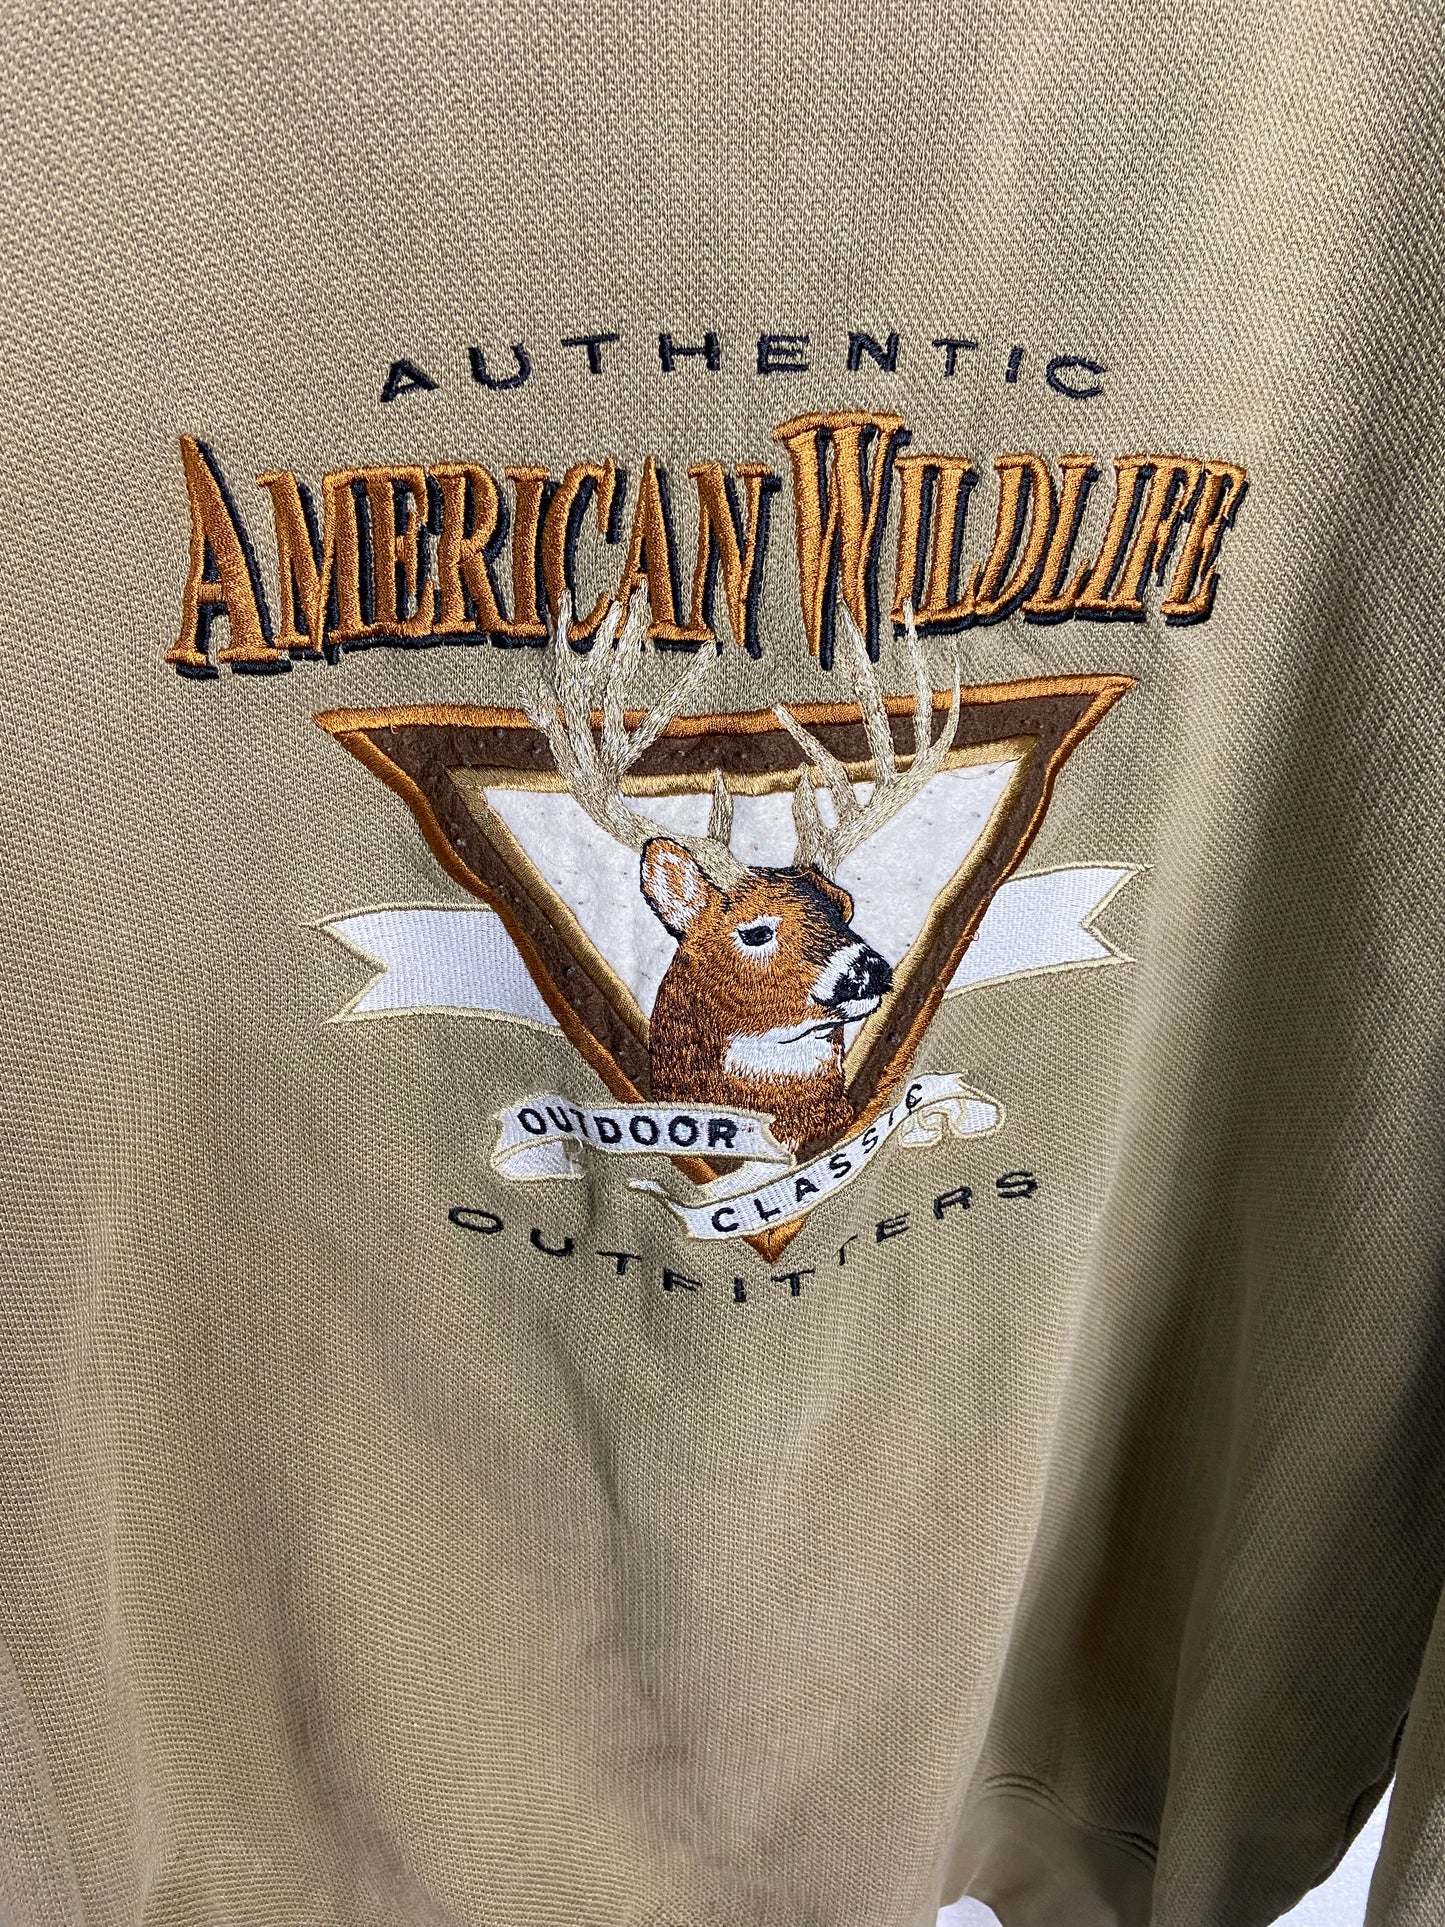 AUTHENTIC
AMERICAN WILDLIFE
OUTDOOR
CLASSIC
OUTFITTERS